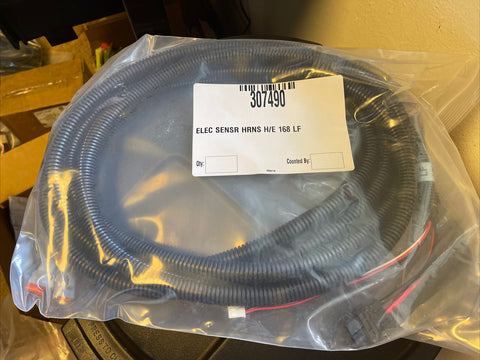 307490
ELEC SENSR HRNS H/E 168 LF
Qty:
Counted By: